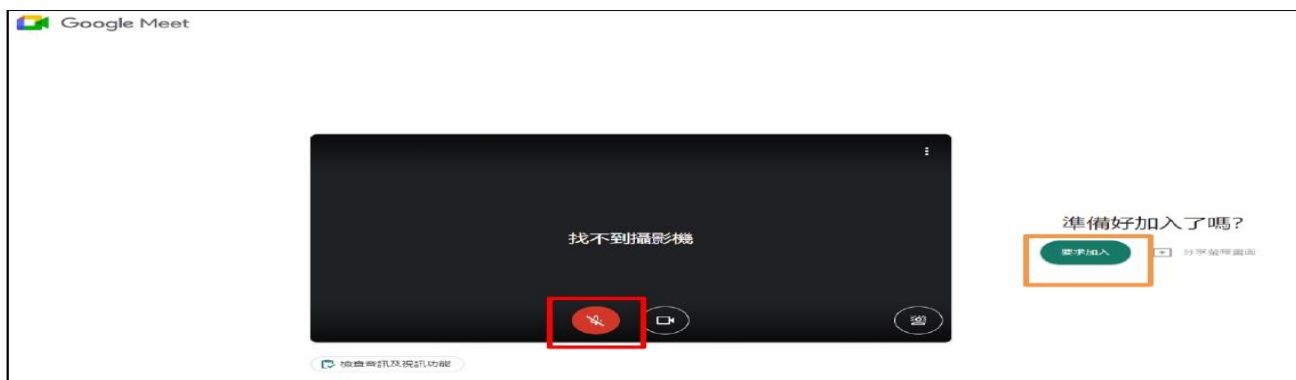 Google Meet
找不到攝影機
準備好加入了嗎?
要求加入
分享螢幕畫面
檢查音訊及視訊功能